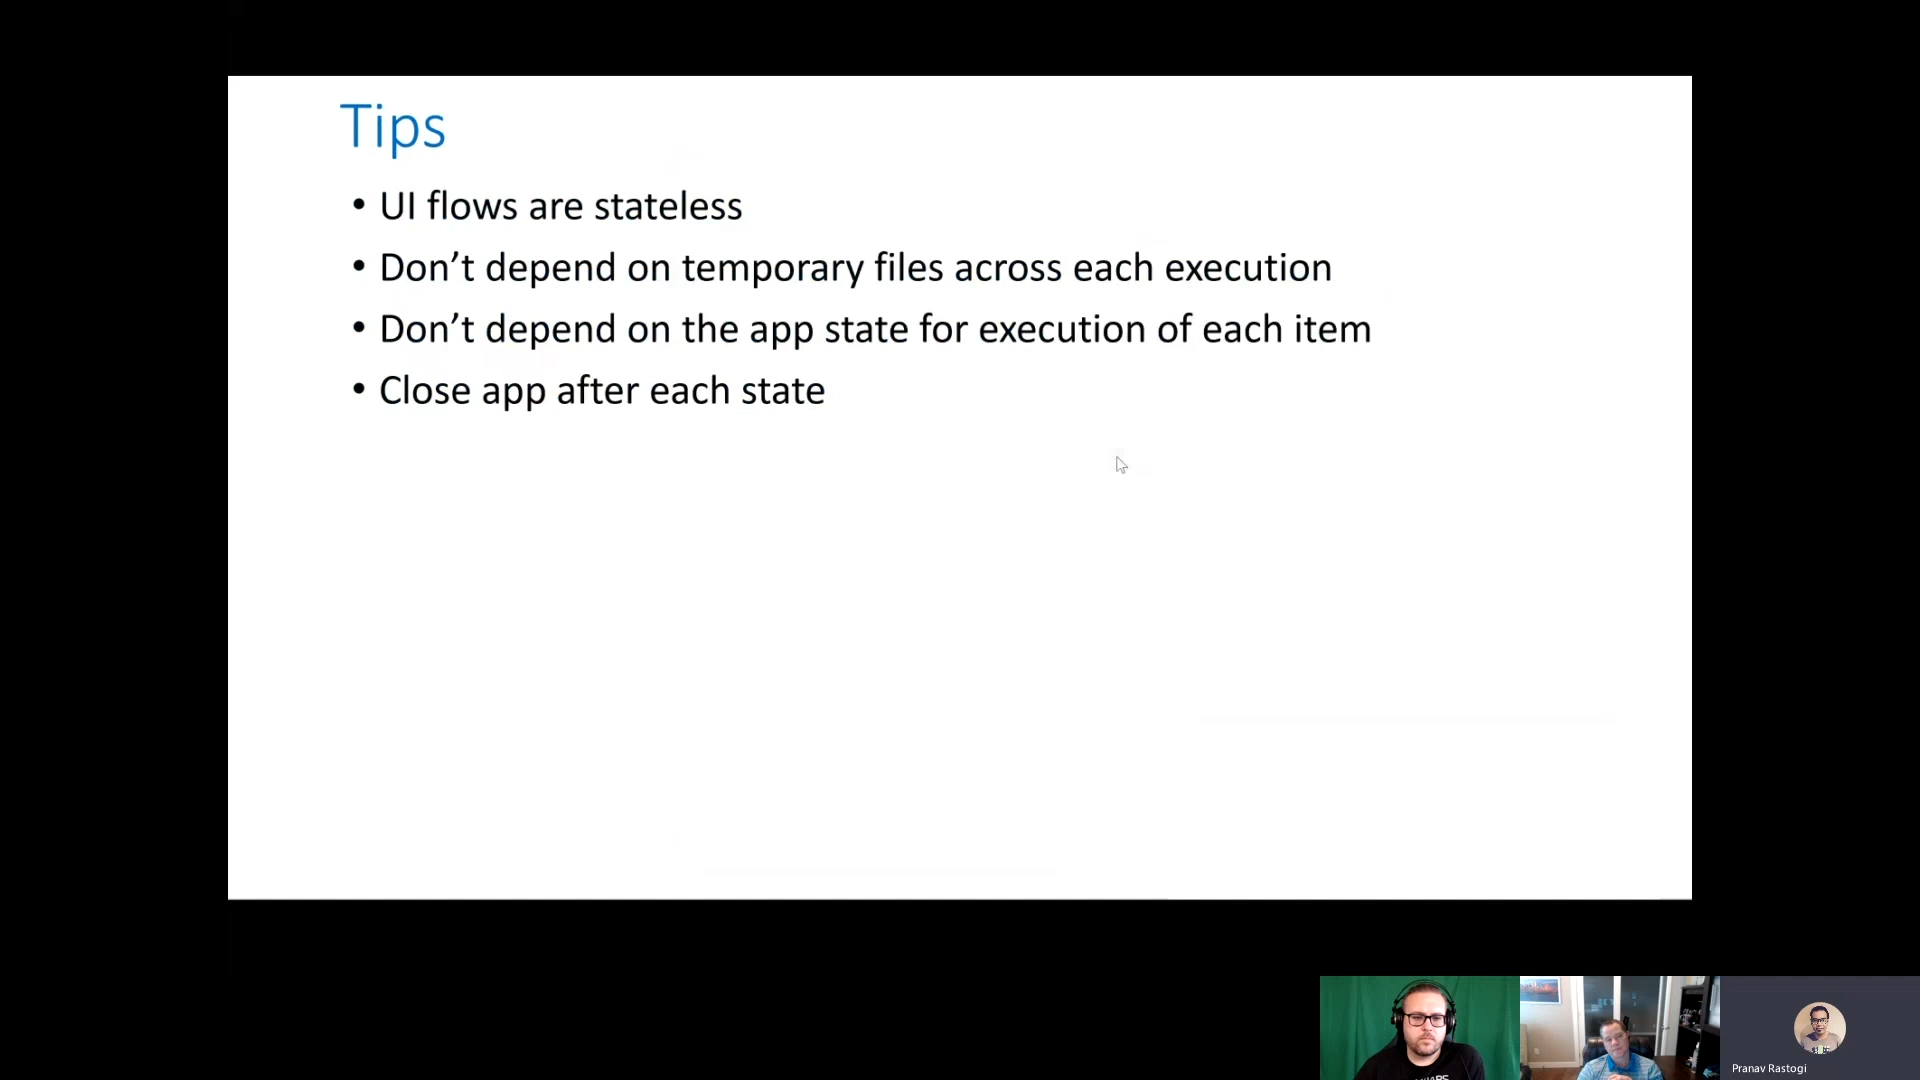 Tips
• UI flows are stateless
• Don’t depend on temporary files across each execution
• Don’t depend on the app state for execution of each item
• Close app after each state
Pranav Rastogi